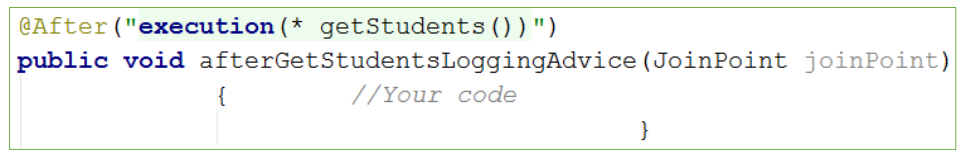 @After("execution(* getStudents())")
public void afterGetStudentsLoggingAdvice(JoinPoint joinPoint)
{ //Your code
}